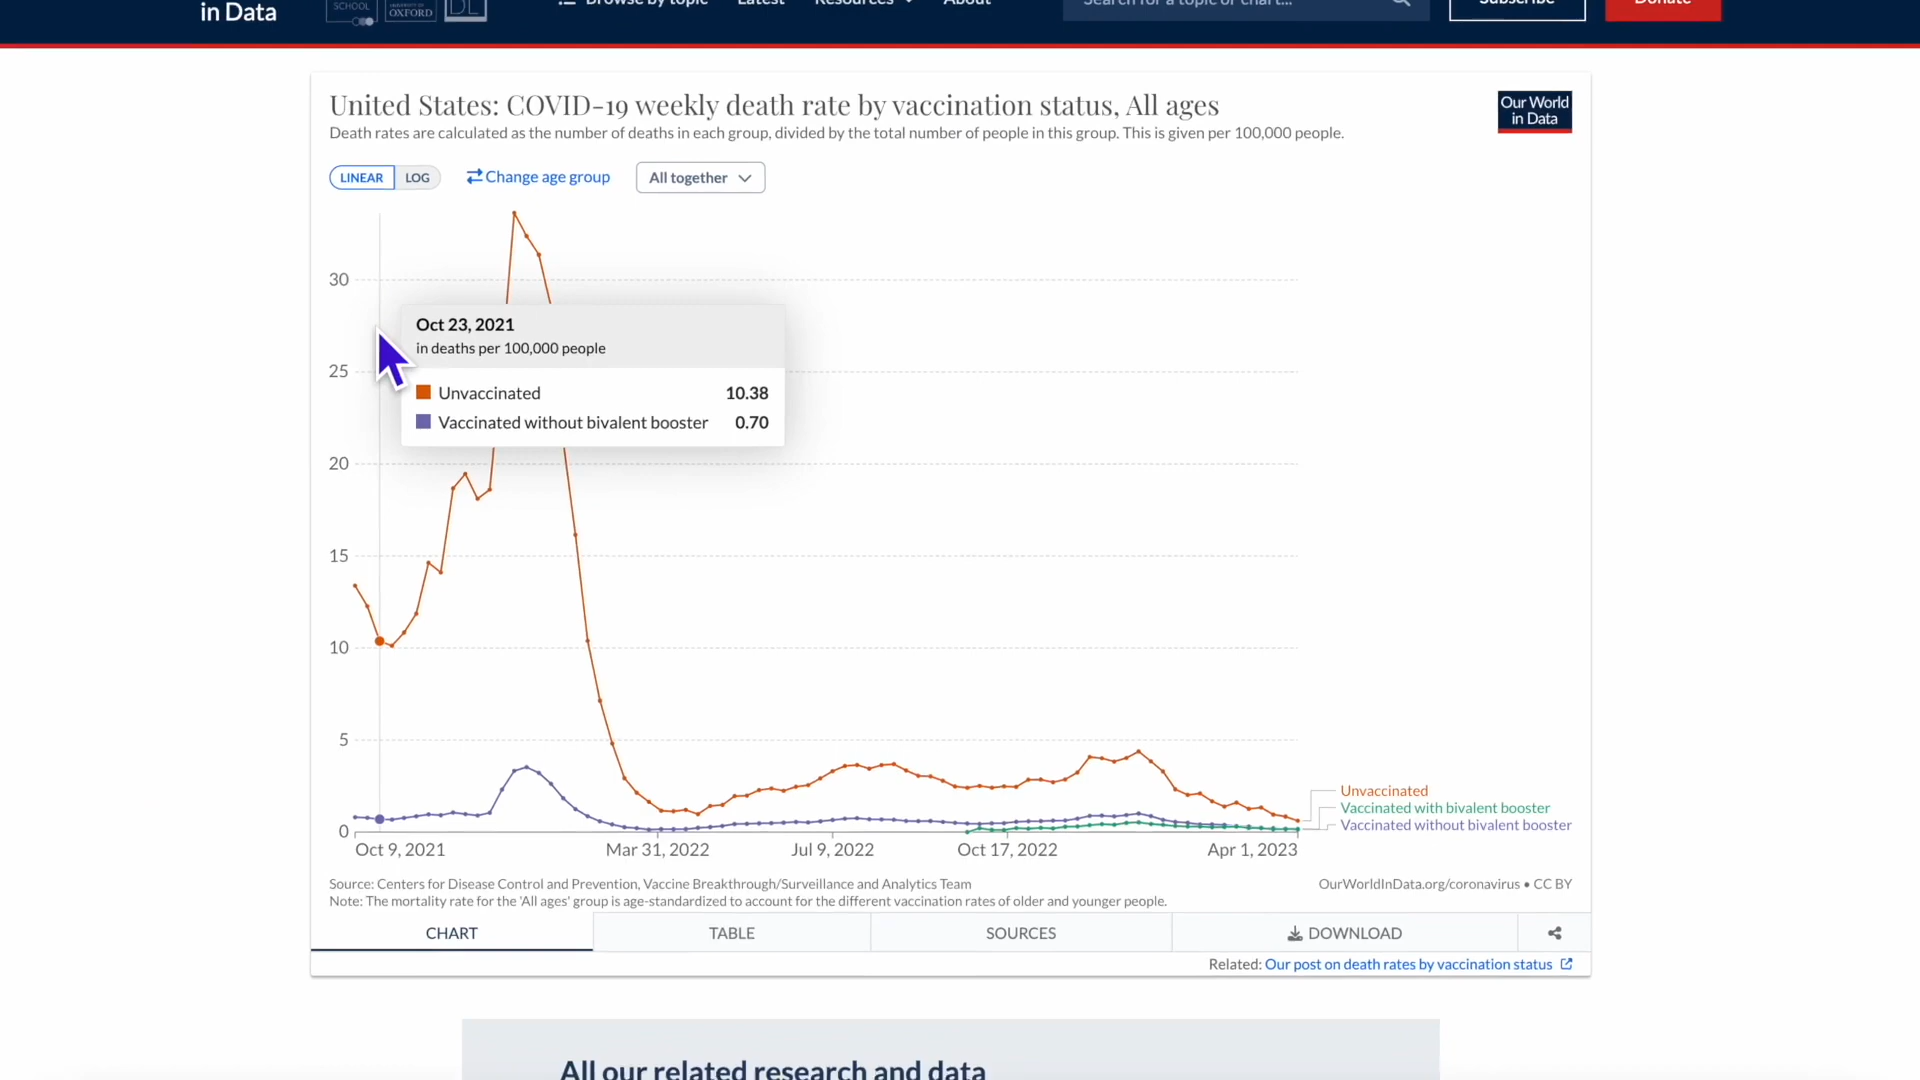 in Data
SCHOOL
OXFORD
Browse by topic
Latest
Resources
About
Search for a topic or chart...
Subscribe
Donate
United States: COVID-19 weekly death rate by vaccination status, All ages
Death rates are calculated as the number of deaths in each group, divided by the total number of people in this group. This is given per 100,000 people.
Our World
in Data
LINEAR
LOG
Change age group
All together
30
25
20
15
10
5
0
Oct 23, 2021
in deaths per 100,000 people
Unvaccinated 10.38
Vaccinated without bivalent booster 0.70
Unvaccinated
Vaccinated with bivalent booster
Vaccinated without bivalent booster
Oct 9, 2021
Mar 31, 2022
Jul 9, 2022
Oct 17, 2022
Apr 1, 2023
Source: Centers for Disease Control and Prevention, Vaccine Breakthrough/Surveillance and Analytics Team
OurWorldInData.org/coronavirus • CC BY
Note: The mortality rate for the 'All ages' group is age-standardized to account for the different vaccination rates of older and younger people.
CHART
TABLE
SOURCES
DOWNLOAD
Related: Our post on death rates by vaccination status
All our related research and data